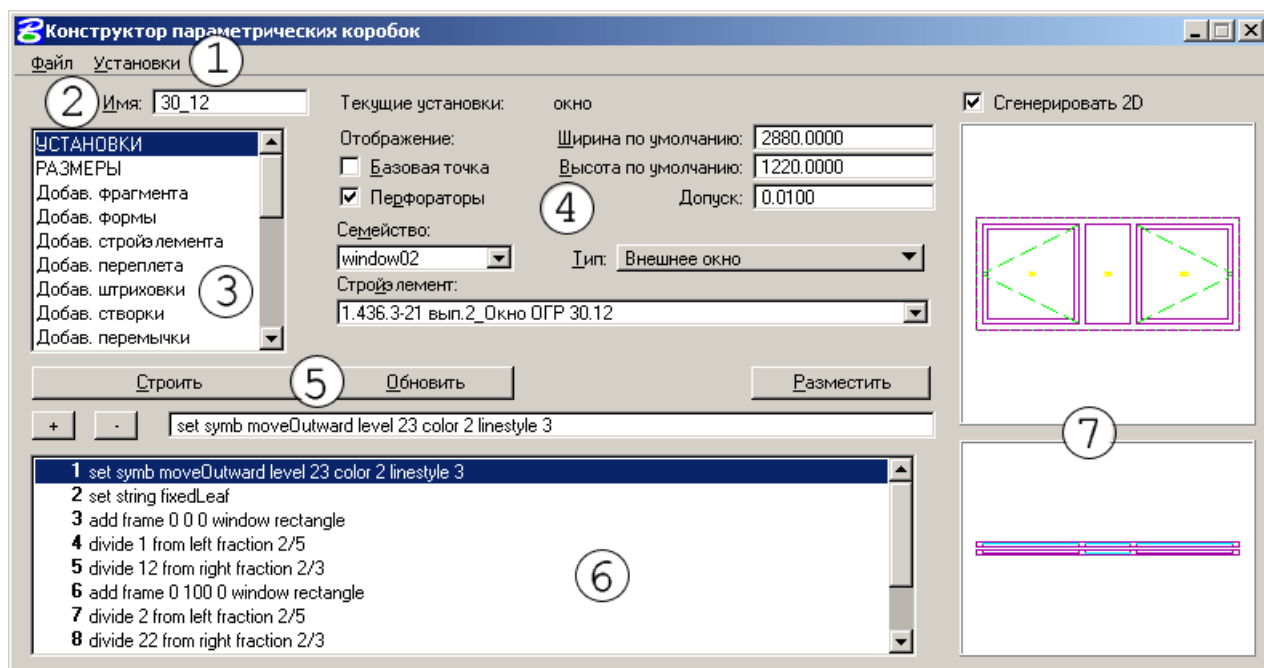 Конструктор параметрических коробок
Файл Установки
1
2
Имя: 30_12
УСТАНОВКИ
РАЗМЕРЫ
Добав. фрагмента
Добав. формы
Добав. стройэлемента
Добав. переплета
Добав. штриховки
Добав. створки
Добав. перемычки
3
Текущие установки: окно
Отображение:
Базовая точка
Перфораторы
Ширина по умолчанию: 2880.0000
Высота по умолчанию: 1220.0000
Допуск: 0.0100
4
Семейство:
window02
Тип: Внешнее окно
Стройэлемент:
1.436.3-21 вып.2_Окно ОГР 30.12
Строить
5
Обновить
Разместить
+ - set symb moveOutward level 23 color 2 linestyle 3
1 set symb moveOutward level 23 color 2 linestyle 3
2 set string fixedLeaf
3 add frame 0 0 0 window rectangle
4 divide 1 from left fraction 2/5
5 divide 12 from right fraction 2/3
6 add frame 0 100 0 window rectangle
7 divide 2 from left fraction 2/5
8 divide 22 from right fraction 2/3
6
Сгенерировать 2D
7